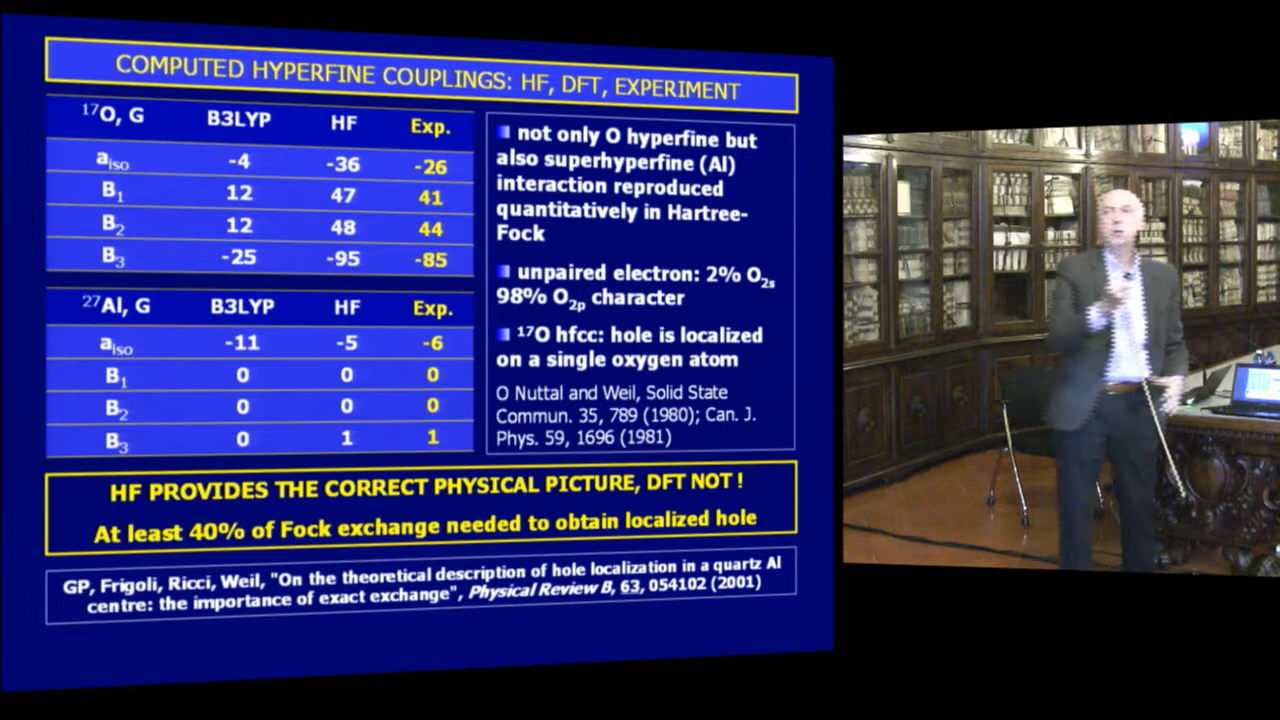 COMPUTED HYPERFINE COUPLINGS: HF, DFT, EXPERIMENT
¹⁷O, G B3LYP HF Exp.
aiso -4 -36 -26
B₁ 12 47 41
B₂ 12 48 44
B₃ -25 -95 -85
²⁷Al, G B3LYP HF Exp.
aiso -11 -5 -6
B₁ 0 0 0
B₂ 0 0 0
B₃ 0 1 1
not only O hyperfine but
also superhyperfine (Al)
interaction reproduced
quantitatively in Hartree-
Fock
unpaired electron: 2% O₂ₛ
98% O₂ₚ character
¹⁷O hfcc: hole is localized
on a single oxygen atom
O Nuttal and Weil, Solid State
Commun. 35, 789 (1980); Can. J.
Phys. 59, 1696 (1981)
HF PROVIDES THE CORRECT PHYSICAL PICTURE, DFT NOT !
At least 40% of Fock exchange needed to obtain localized hole
GP, Frigoli, Ricci, Weil, "On the theoretical description of hole localization in a quartz Al
centre: the importance of exact exchange", Physical Review B, 63, 054102 (2001)